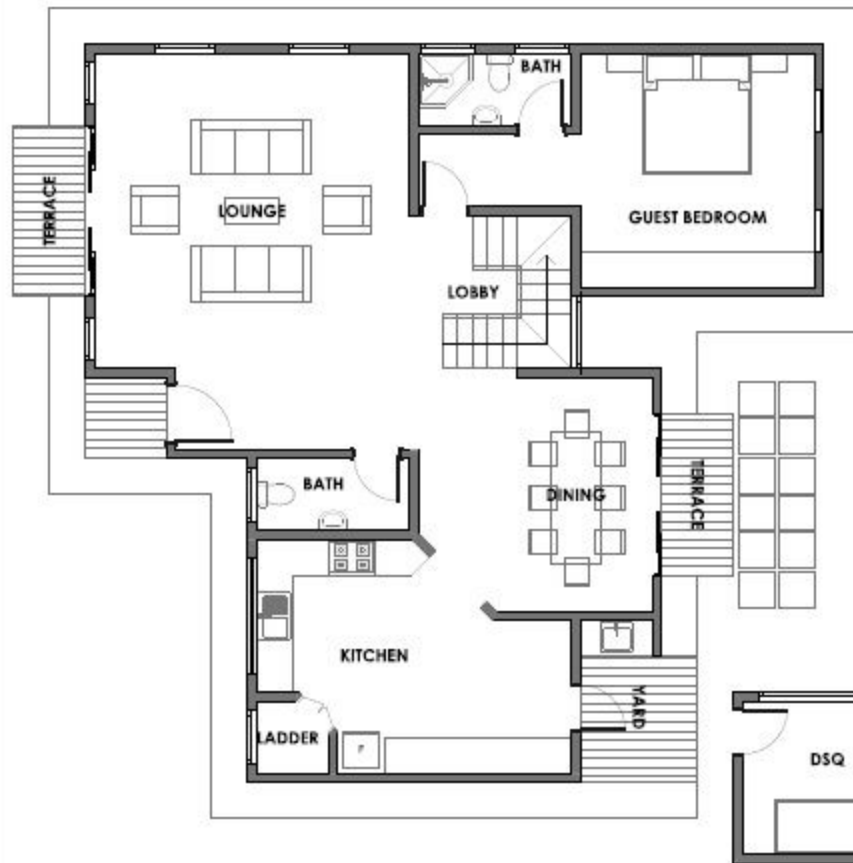 BATH
TERRACE
LOUNGE
GUEST BEDROOM
LOBBY
BATH
DINING
TERRACE
KITCHEN
YARD
LADDER
F
DSQ